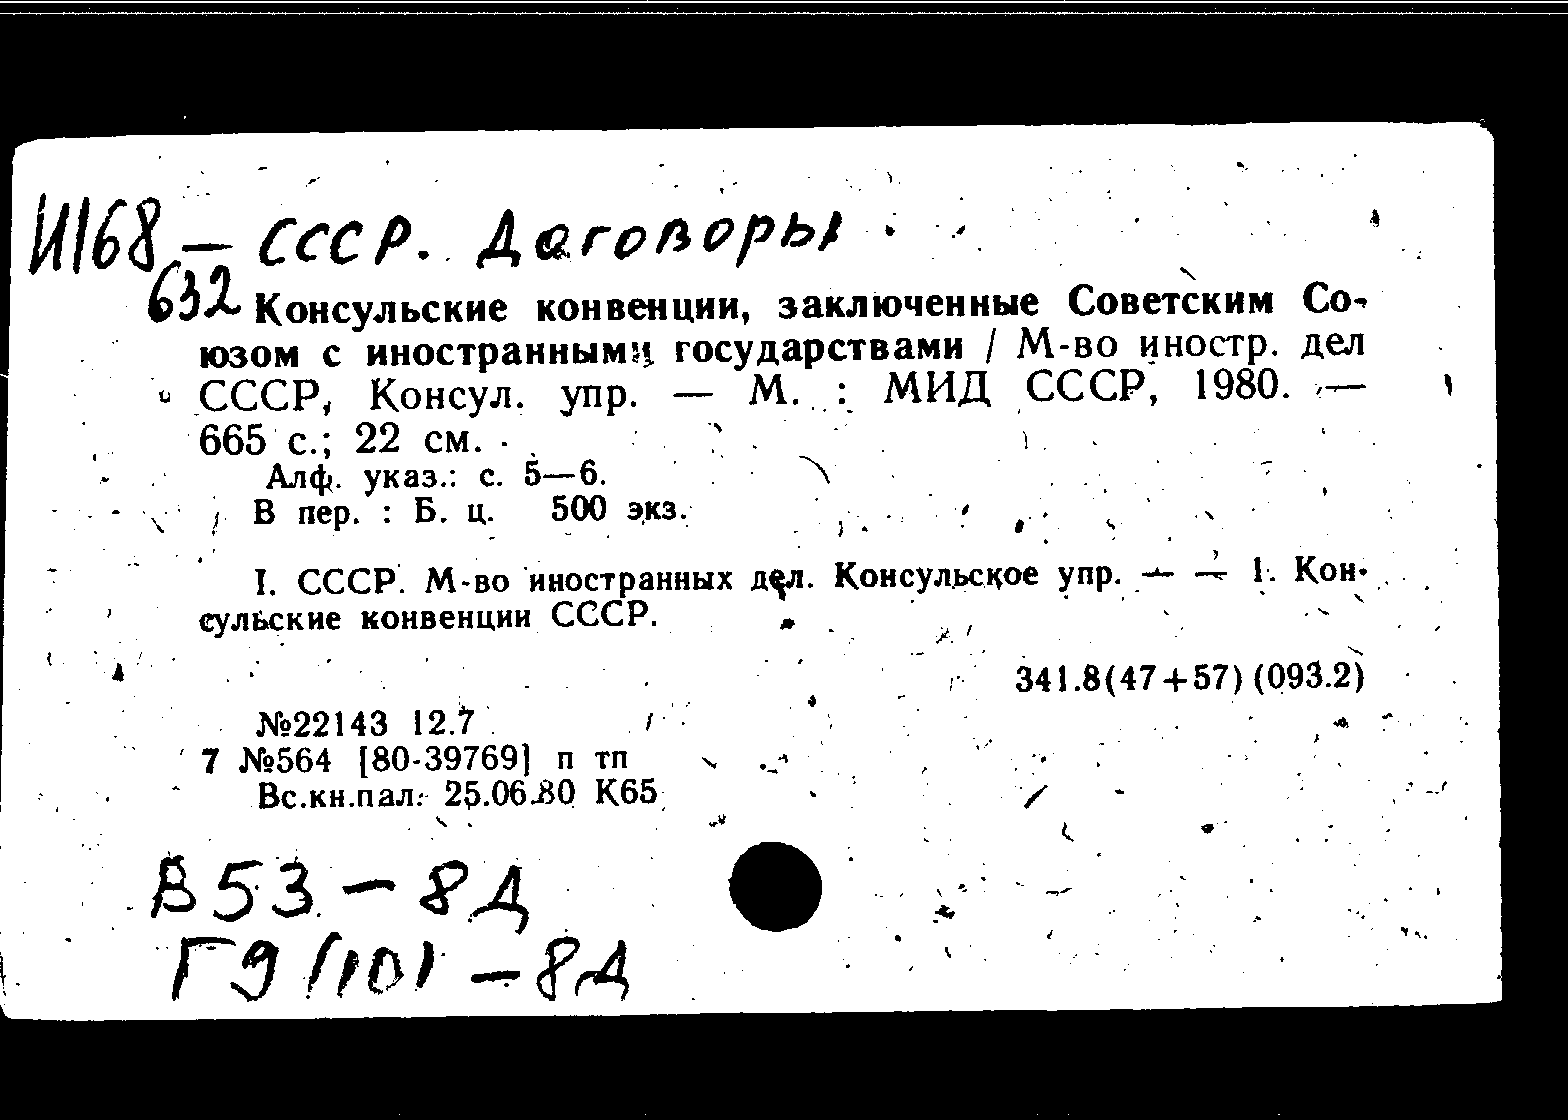 И168 — СССР. Договоры
632
Консульские конвенции, заключенные Советским Со-
юзом с иностранными государствами / М-во иностр. дел
СССР, Консул. упр. — М. : МИД СССР, 1980. —
665 с.; 22 см.
Алф. указ.: с. 5—6.
В пер. : Б. ц. 500 экз.
I. СССР. М-во иностранных дел. Консульское упр. — — 1. Кон-
сульские конвенции СССР.
341.8(47+57)(093.2)
№22143 12.7
7 №564 [80-39769] п тп
Вс.кн.пал. 25.06.80 К65
В53 — 8Д
Г9(10) — 8Д